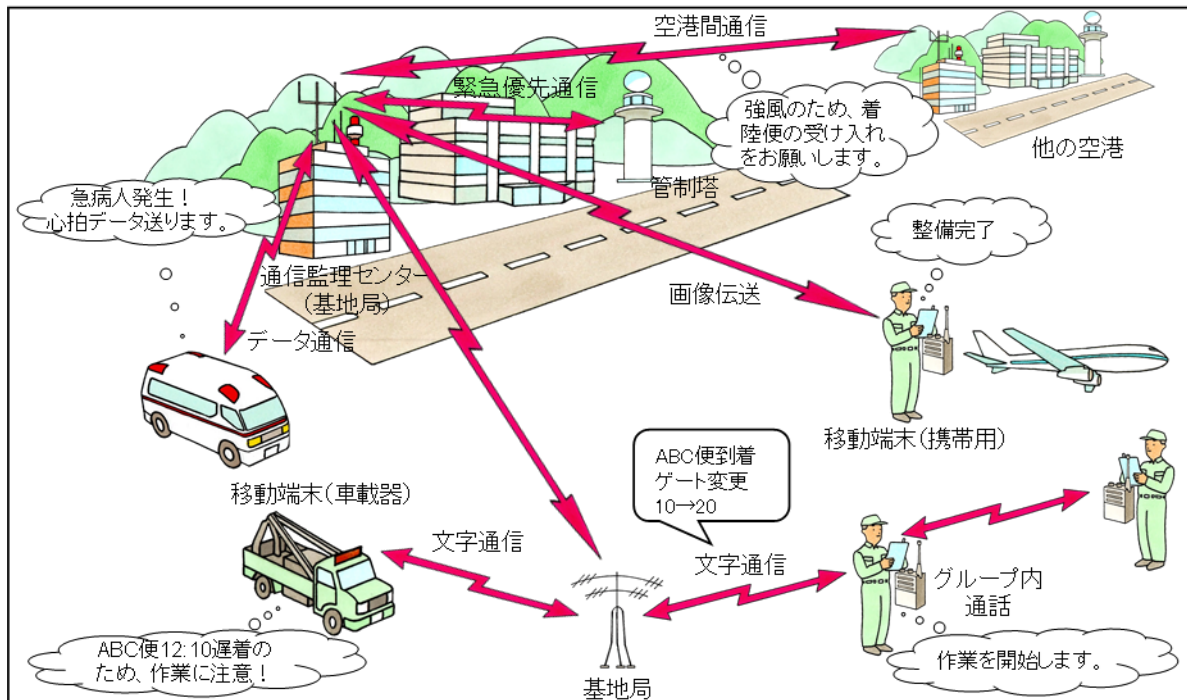 空港間通信
緊急優先通信
強風のため、着
陸便の受け入れ
をお願いします。
他の空港
管制塔
急病人発生！
心拍データ送ります。
整備完了
通信監理センター
(基地局)
画像伝送
データ通信
移動端末(携帯用)
ABC便到着
ゲート変更
10→20
移動端末(車載器)
文字通信
文字通信
グループ内
通話
ABC便12:10遅着の
ため、作業に注意！
作業を開始します。
基地局